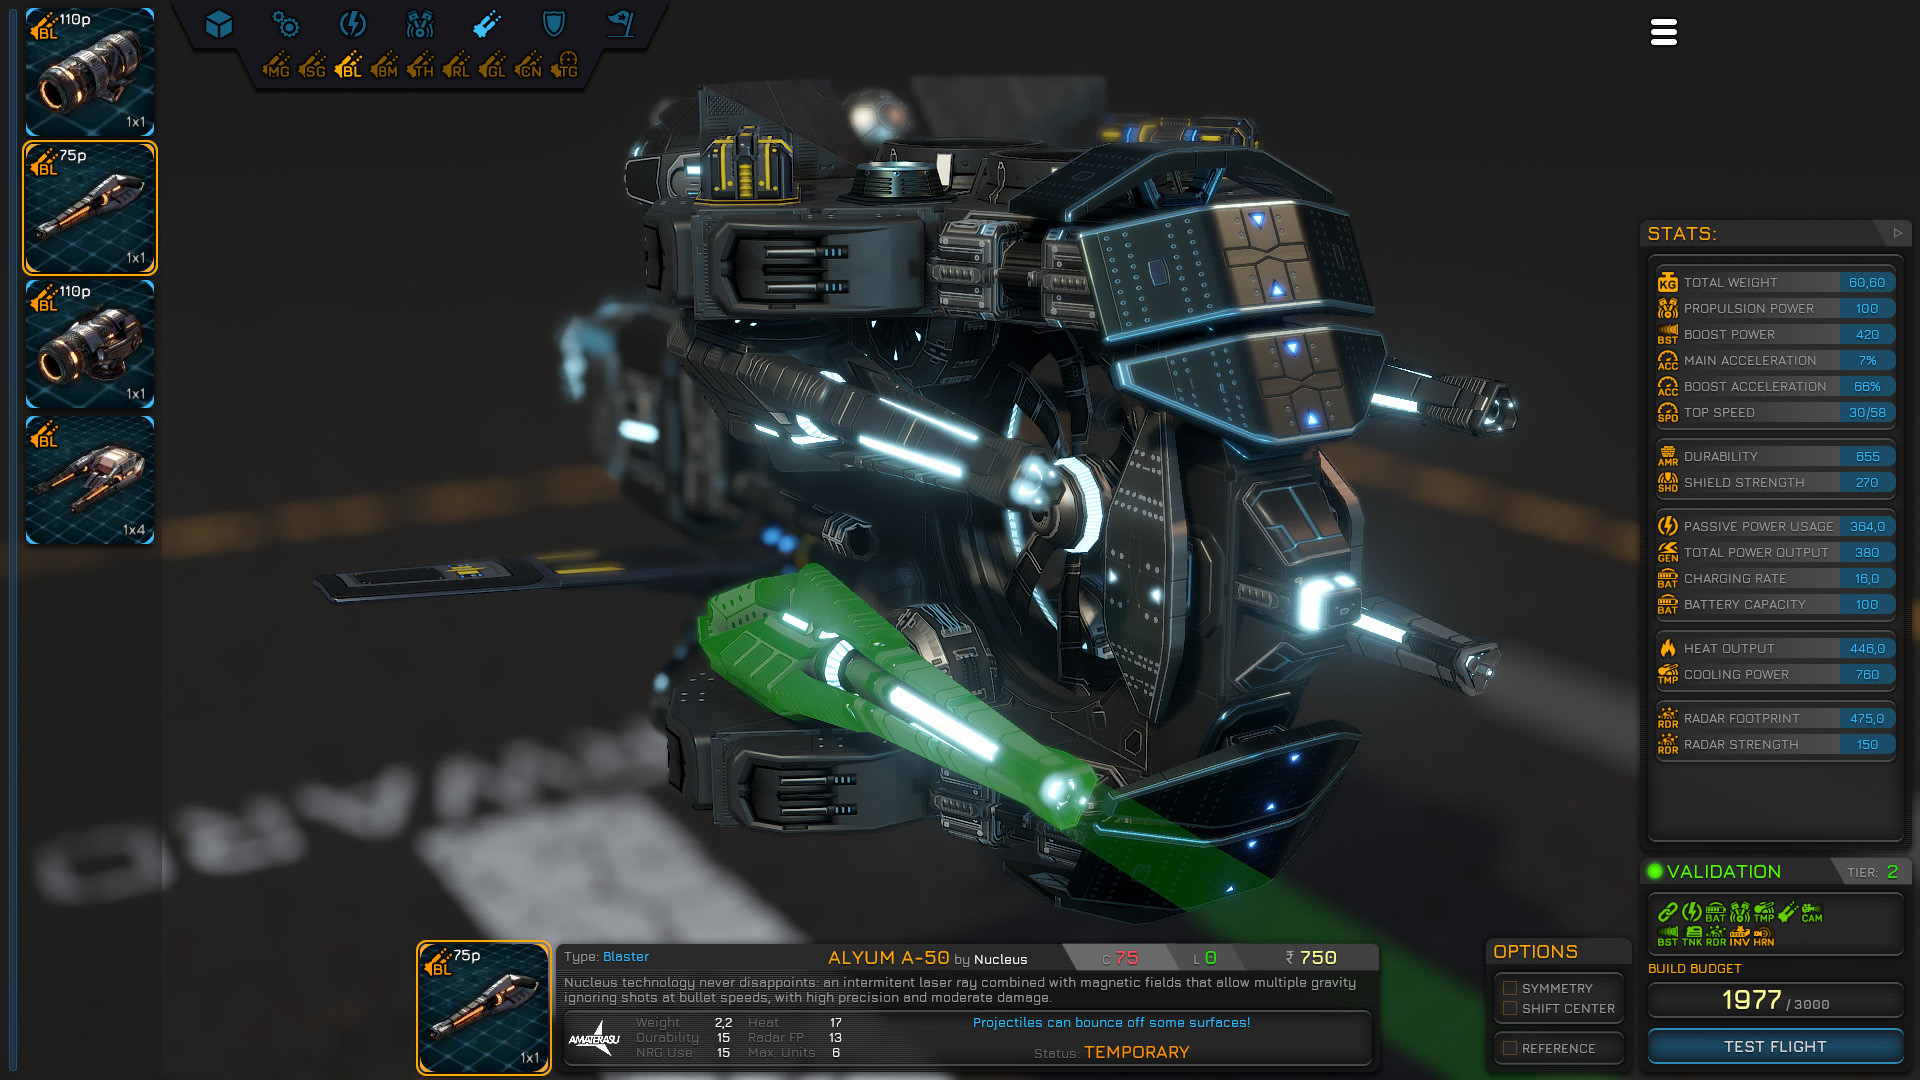 110p
BL
1x1
75p
BL
1x1
110p
BL
1x1
BL
1x4
MG SG BL BM TH RL GL CN TG
STATS:
KG TOTAL WEIGHT 60,60
PROPULSION POWER 100
BST BOOST POWER 420
ACC MAIN ACCELERATION 7%
ACC BOOST ACCELERATION 66%
SPD TOP SPEED 30/58
AMR DURABILITY 655
SHD SHIELD STRENGTH 270
PASSIVE POWER USAGE 364,0
GEN TOTAL POWER OUTPUT 380
BAT CHARGING RATE 16,0
BAT BATTERY CAPACITY 100
HEAT OUTPUT 446,0
TMP COOLING POWER 760
RDR RADAR FOOTPRINT 475,0
RDR RADAR STRENGTH 150
VALIDATION TIER: 2
BAT TMP CAM
BST TNK RDR INV HRN
BUILD BUDGET
1977 / 3000
TEST FLIGHT
OPTIONS
SYMMETRY
SHIFT CENTER
REFERENCE
75p
BL
1x1
Type: Blaster ALYUM A-50 by Nucleus C 75 L 0 ₹ 750
Nucleus technology never disappoints: an intermitent laser ray combined with magnetic fields that allow multiple gravity
ignoring shots at bullet speeds, with high precision and moderate damage.
AMATERASU
Weight 2,2 Heat 17
Durability 15 Radar FP 13
NRG Use 15 Max. Units 6
Projectiles can bounce off some surfaces!
Status: TEMPORARY